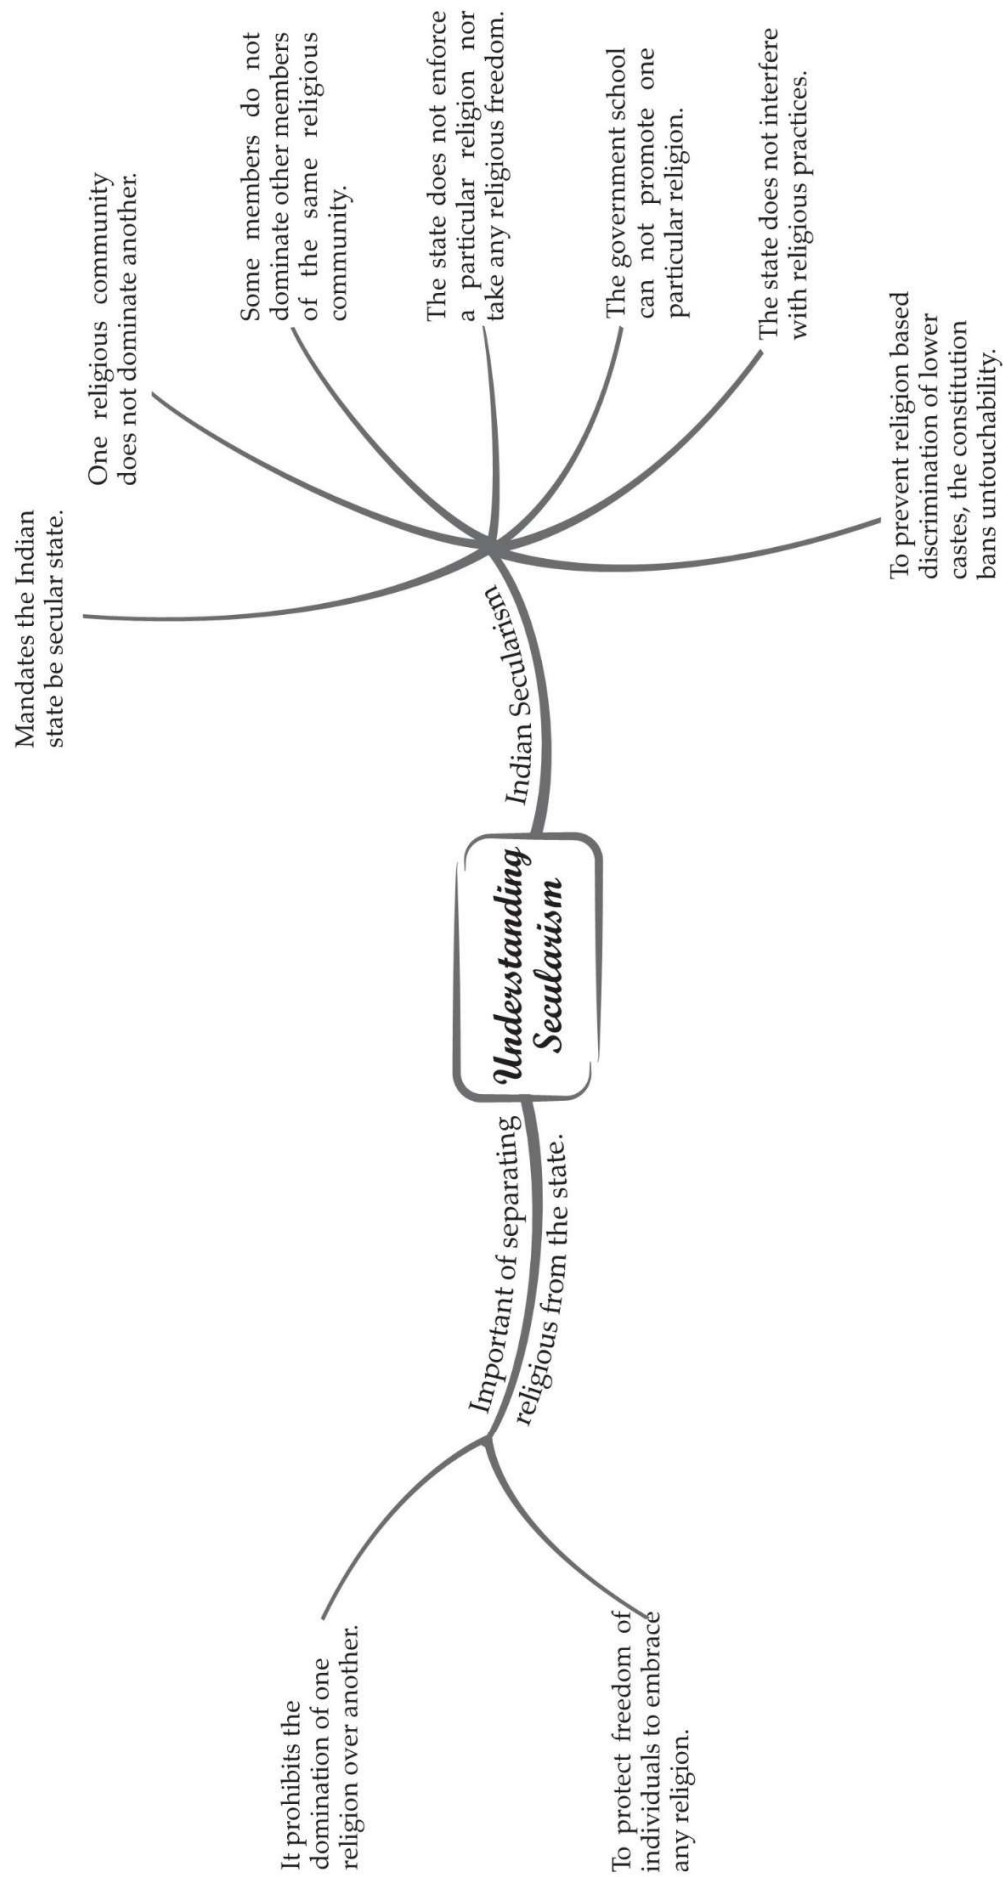 Understanding
Secularism
Important of separating
religious from the state.
It prohibits the
domination of one
religion over another.
To protect freedom of
individuals to embrace
any religion.
Indian Secularism
Mandates the Indian
state be secular state.
One religious community
does not dominate another.
Some members do not
dominate other members
of the same religious
community.
The state does not enforce
a particular religion nor
take any religious freedom.
The government school
can not promote one
particular religion.
The state does not interfere
with religious practices.
To prevent religion based
discrimination of lower
castes, the constitution
bans untouchability.